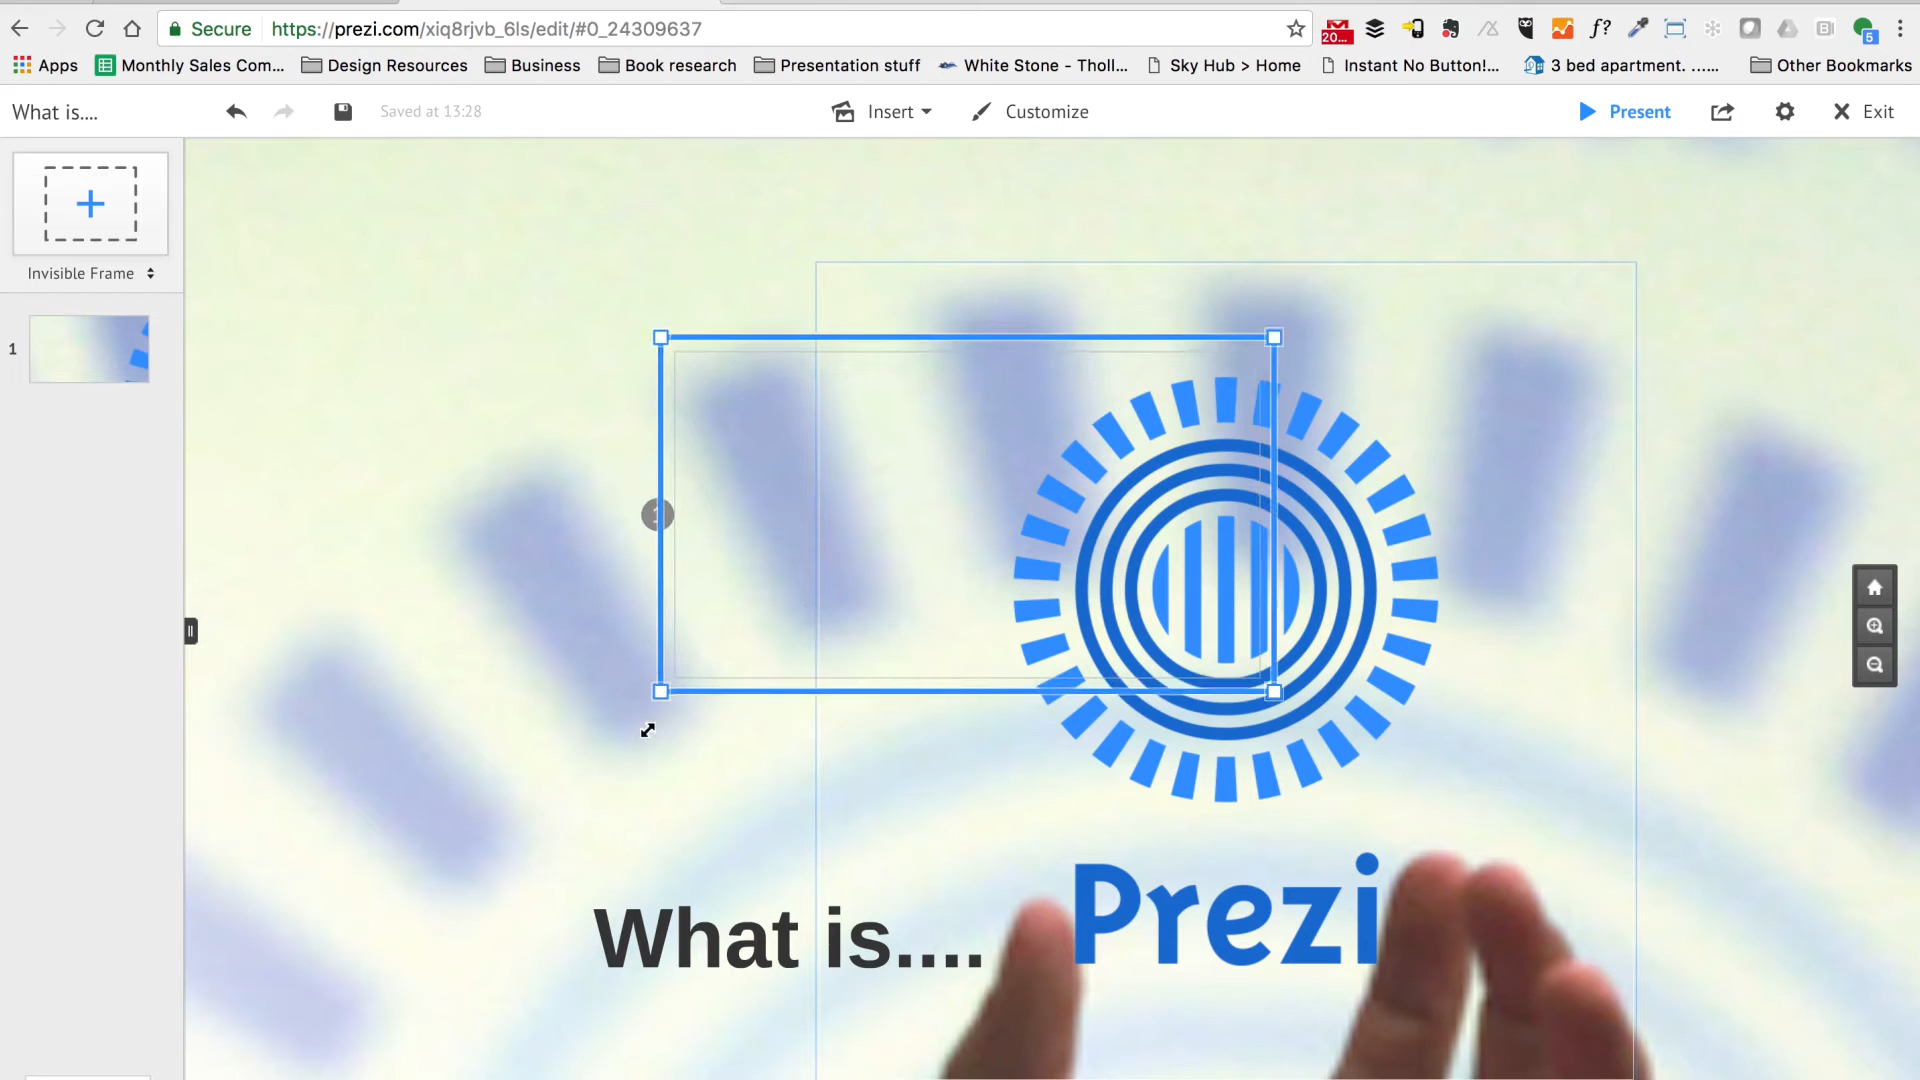 Secure https://prezi.com/xiq8rjvb_6ls/edit/#0_24309637
20... f? 5
Apps Monthly Sales Com... Design Resources Business Book research Presentation stuff White Stone - Tholl... Sky Hub > Home Instant No Button!... 3 bed apartment. ...... Other Bookmarks
What is.... Saved at 13:28 Insert Customize Present Exit
Invisible Frame
1
Prezi
What is....